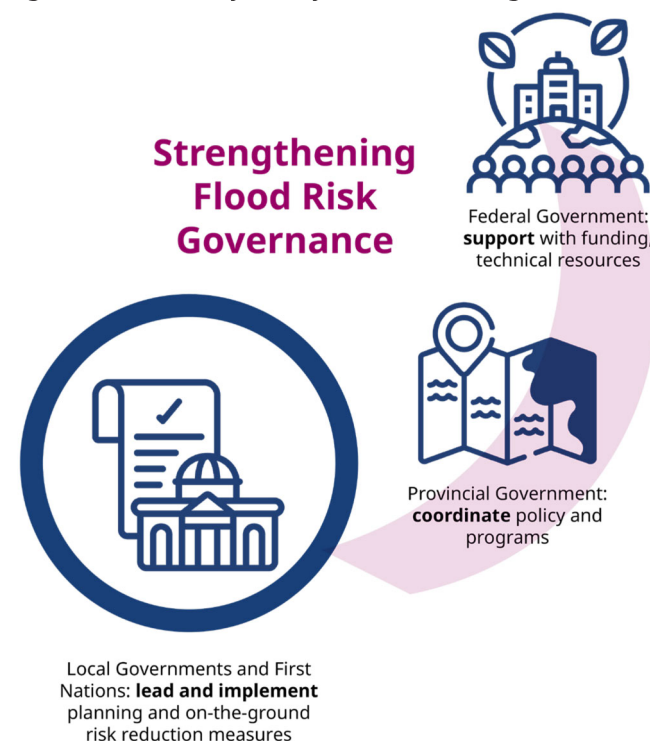 Strengthening
Flood Risk
Governance
Federal Government:
support with funding,
technical resources
Provincial Government:
coordinate policy and
programs
Local Governments and First
Nations: lead and implement
planning and on-the-ground
risk reduction measures